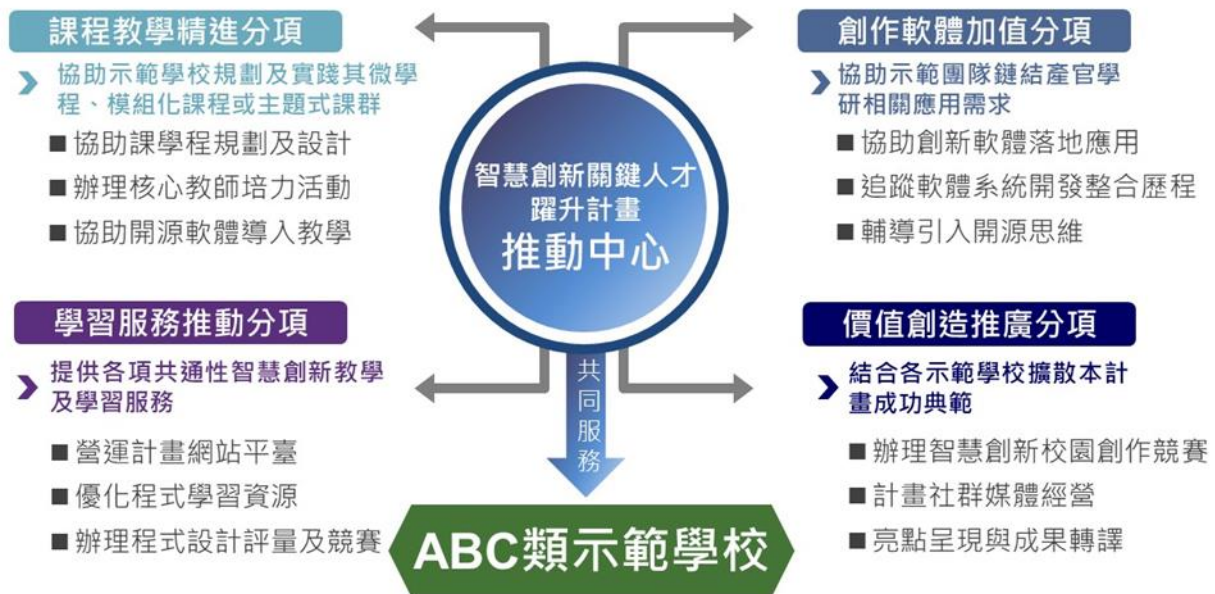 課程教學精進分項
協助示範學校規劃及實踐其微學
程、模組化課程或主題式課群
■協助課學程規劃及設計
■辦理核心教師培力活動
■協助開源軟體導入教學
創作軟體加值分項
協助示範團隊鏈結產官學
研相關應用需求
■協助創新軟體落地應用
■追蹤軟體系統開發整合歷程
■輔導引入開源思維
智慧創新關鍵人才
躍升計畫
推動中心
學習服務推動分項
提供各項共通性智慧創新教學
及學習服務
■營運計畫網站平臺
■優化程式學習資源
■辦理程式設計評量及競賽
價值創造推廣分項
結合各示範學校擴散本計
畫成功典範
■辦理智慧創新校園創作競賽
■計畫社群媒體經營
■亮點呈現與成果轉譯
共同服務
ABC類示範學校